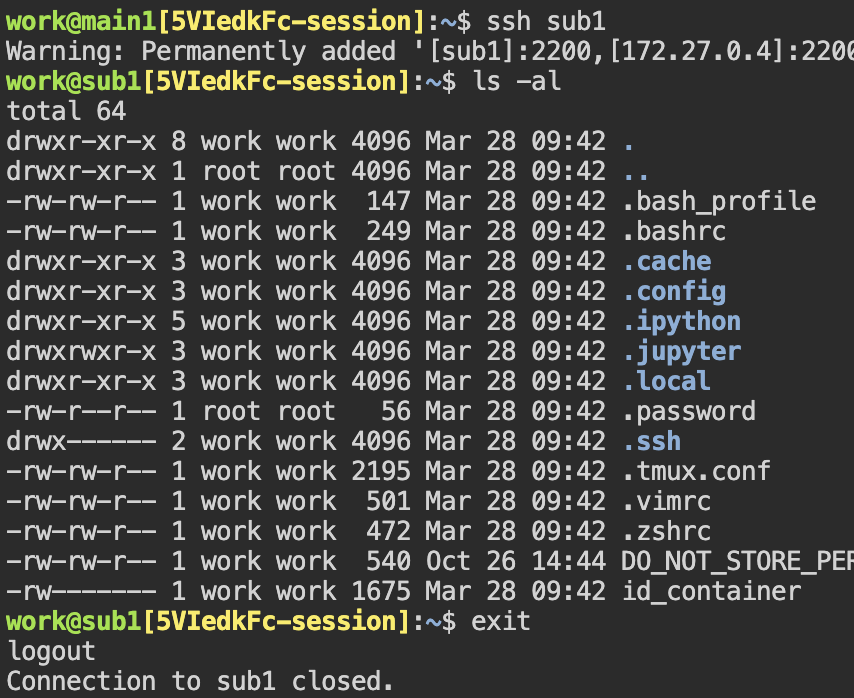 work@main1[5VIedkFc-session]:~$ ssh sub1
Warning: Permanently added '[sub1]:2200,[172.27.0.4]:2200
work@sub1[5VIedkFc-session]:~$ ls -al
total 64
drwxr-xr-x 8 work work 4096 Mar 28 09:42 .
drwxr-xr-x 1 root root 4096 Mar 28 09:42 ..
-rw-rw-r-- 1 work work  147 Mar 28 09:42 .bash_profile
-rw-rw-r-- 1 work work  249 Mar 28 09:42 .bashrc
drwxr-xr-x 3 work work 4096 Mar 28 09:42 .cache
drwxr-xr-x 3 work work 4096 Mar 28 09:42 .config
drwxr-xr-x 5 work work 4096 Mar 28 09:42 .ipython
drwxrwxr-x 3 work work 4096 Mar 28 09:42 .jupyter
drwxr-xr-x 3 work work 4096 Mar 28 09:42 .local
-rw-r--r-- 1 root root   56 Mar 28 09:42 .password
drwx------ 2 work work 4096 Mar 28 09:42 .ssh
-rw-rw-r-- 1 work work 2195 Mar 28 09:42 .tmux.conf
-rw-rw-r-- 1 work work  501 Mar 28 09:42 .vimrc
-rw-rw-r-- 1 work work  472 Mar 28 09:42 .zshrc
-rw-rw-r-- 1 work work  540 Oct 26 14:44 DO_NOT_STORE_PER
-rw------- 1 work work 1675 Mar 28 09:42 id_container
work@sub1[5VIedkFc-session]:~$ exit
logout
Connection to sub1 closed.